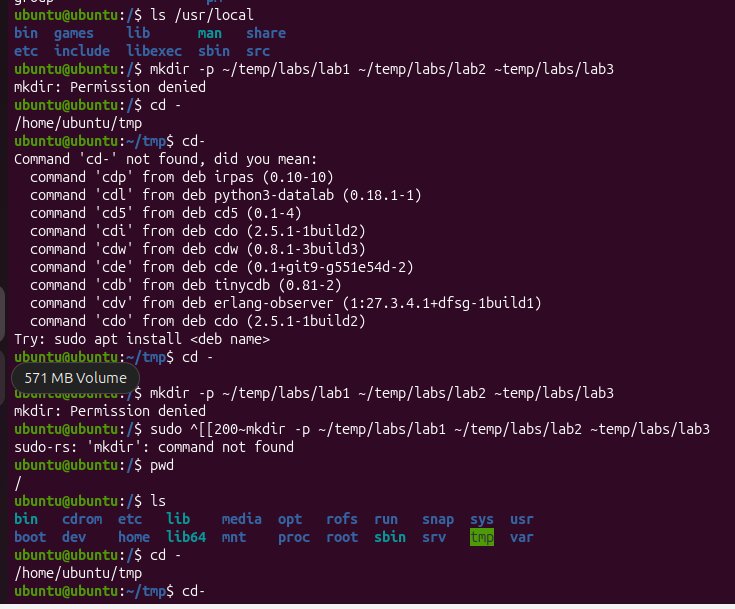 group
ubuntu@ubuntu:/$ ls /usr/local
bin  games    lib      man   share
etc  include  libexec  sbin  src
ubuntu@ubuntu:/$ mkdir -p ~/temp/labs/lab1 ~/temp/labs/lab2 ~temp/labs/lab3
mkdir: Permission denied
ubuntu@ubuntu:/$ cd -
/home/ubuntu/tmp
ubuntu@ubuntu:~/tmp$ cd-
Command 'cd-' not found, did you mean:
  command 'cdp' from deb irpas (0.10-10)
  command 'cdl' from deb python3-datalab (0.18.1-1)
  command 'cd5' from deb cd5 (0.1-4)
  command 'cdi' from deb cdo (2.5.1-1build2)
  command 'cdw' from deb cdw (0.8.1-3build3)
  command 'cde' from deb cde (0.1+git9-g551e54d-2)
  command 'cdb' from deb tinycdb (0.81-2)
  command 'cdv' from deb erlang-observer (1:27.3.4.1+dfsg-1build1)
  command 'cdo' from deb cdo (2.5.1-1build2)
Try: sudo apt install <deb name>
ubuntu@ubuntu:~/tmp$ cd -
571 MB Volume
ubuntu@ubuntu:/$ mkdir -p ~/temp/labs/lab1 ~/temp/labs/lab2 ~temp/labs/lab3
mkdir: Permission denied
ubuntu@ubuntu:/$ sudo ^[[200~mkdir -p ~/temp/labs/lab1 ~/temp/labs/lab2 ~temp/labs/lab3
sudo-rs: 'mkdir': command not found
ubuntu@ubuntu:/$ pwd
/
ubuntu@ubuntu:/$ ls
bin   cdrom  etc   lib    media  opt   rofs  run   snap  sys  usr
boot  dev    home  lib64  mnt    proc  root  sbin  srv   tmp  var
ubuntu@ubuntu:/$ cd -
/home/ubuntu/tmp
ubuntu@ubuntu:~/tmp$ cd-